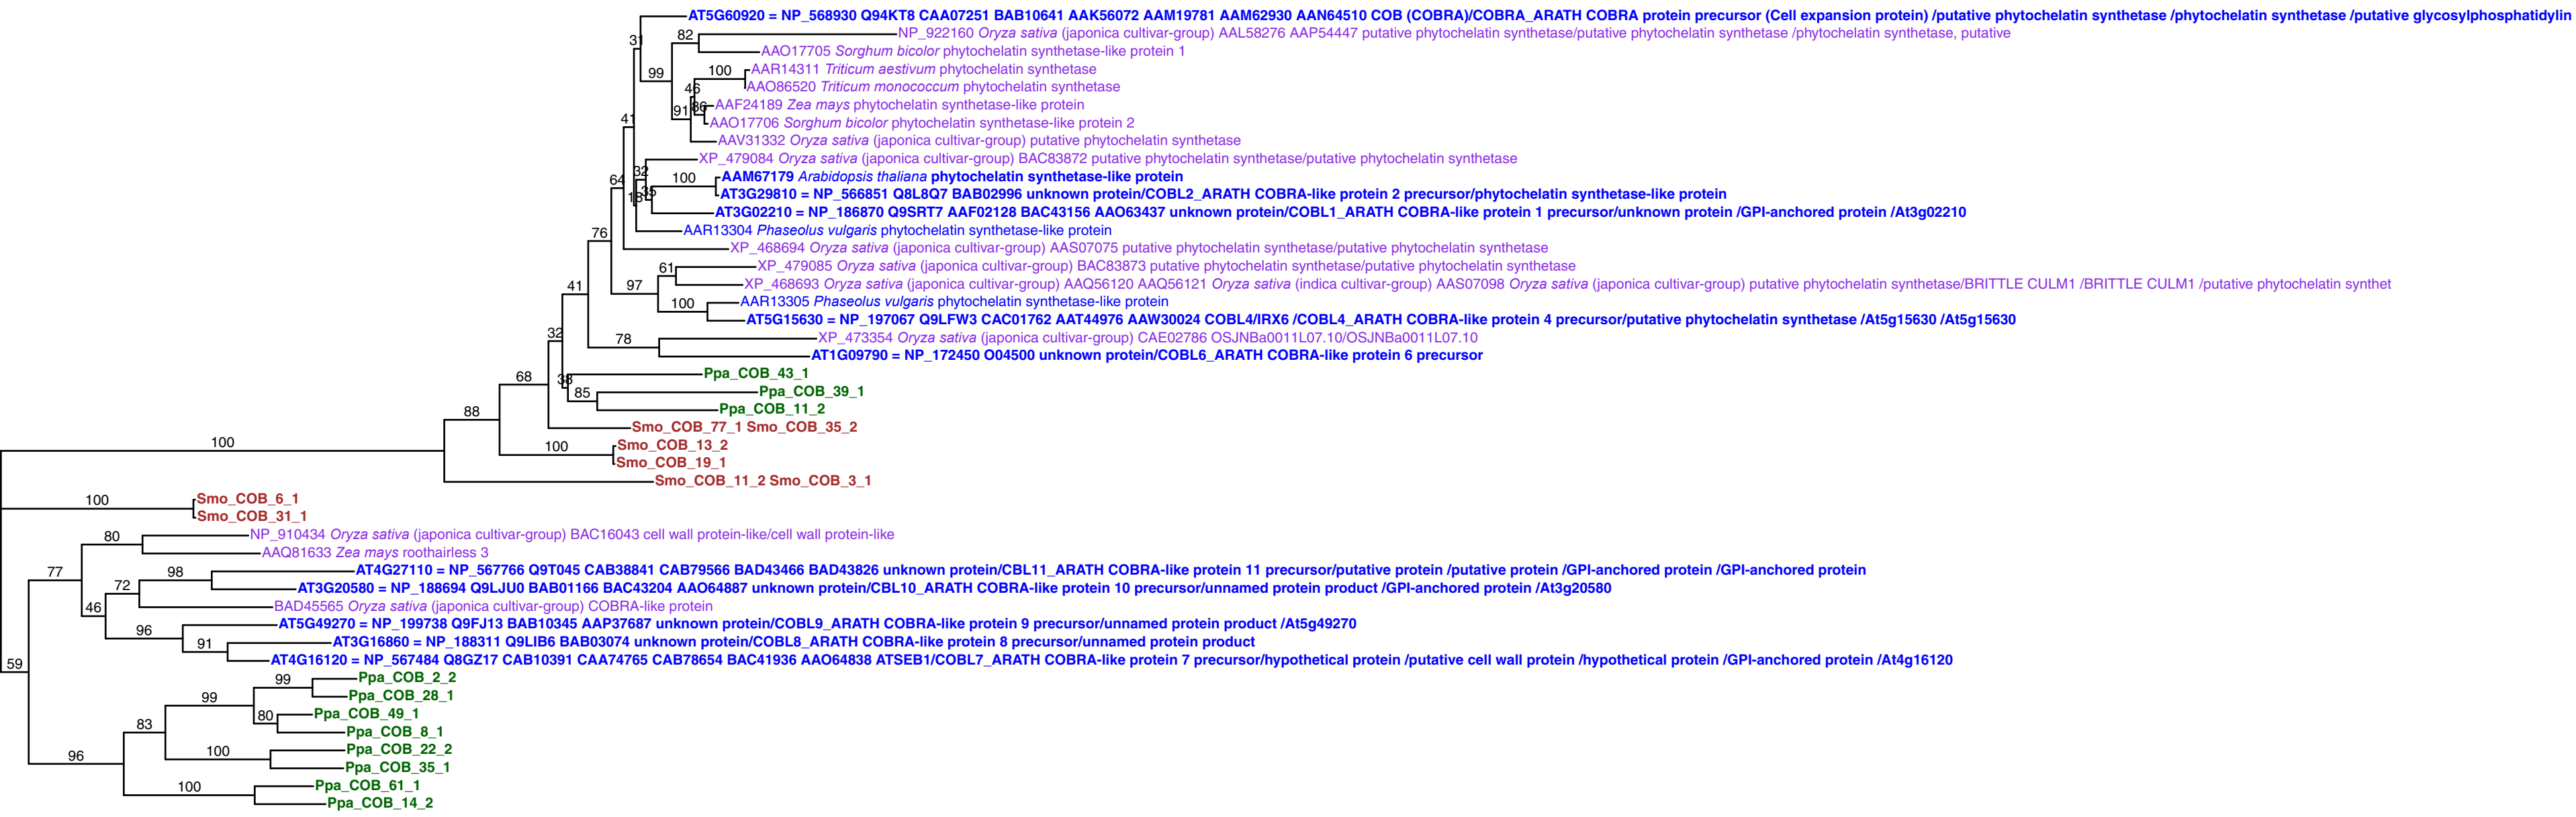 AT5G60920 = NP_568930 Q94KT8 CAA07251 BAB10641 AAK56072 AAM19781 AAM62930 AAN64510 COB (COBRA)/COBRA_ARATH COBRA protein precursor (Cell expansion protein) /putative phytochelatin synthetase /phytochelatin synthetase /putative glycosylphosphatidylin
31
82
NP_922160 Oryza sativa (japonica cultivar-group) AAL58276 AAP54447 putative phytochelatin synthetase/putative phytochelatin synthetase /phytochelatin synthetase, putative
AAO17705 Sorghum bicolor phytochelatin synthetase-like protein 1
99
100
AAR14311 Triticum aestivum phytochelatin synthetase
AAO86520 Triticum monococcum phytochelatin synthetase
46
86
AAF24189 Zea mays phytochelatin synthetase-like protein
91
41
AAO17706 Sorghum bicolor phytochelatin synthetase-like protein 2
AAV31332 Oryza sativa (japonica cultivar-group) putative phytochelatin synthetase
XP_479084 Oryza sativa (japonica cultivar-group) BAC83872 putative phytochelatin synthetase/putative phytochelatin synthetase
32
64
100
AAM67179 Arabidopsis thaliana phytochelatin synthetase-like protein
35
AT3G29810 = NP_566851 Q8L8Q7 BAB02996 unknown protein/COBL2_ARATH COBRA-like protein 2 precursor/phytochelatin synthetase-like protein
AT3G02210 = NP_186870 Q9SRT7 AAF02128 BAC43156 AAO63437 unknown protein/COBL1_ARATH COBRA-like protein 1 precursor/unknown protein /GPI-anchored protein /At3g02210
76
AAR13304 Phaseolus vulgaris phytochelatin synthetase-like protein
XP_468694 Oryza sativa (japonica cultivar-group) AAS07075 putative phytochelatin synthetase/putative phytochelatin synthetase
61
XP_479085 Oryza sativa (japonica cultivar-group) BAC83873 putative phytochelatin synthetase/putative phytochelatin synthetase
41
97
XP_468693 Oryza sativa (japonica cultivar-group) AAQ56120 AAQ56121 Oryza sativa (indica cultivar-group) AAS07098 Oryza sativa (japonica cultivar-group) putative phytochelatin synthetase/BRITTLE CULM1 /BRITTLE CULM1 /putative phytochelatin synthet
100
AAR13305 Phaseolus vulgaris phytochelatin synthetase-like protein
AT5G15630 = NP_197067 Q9LFW3 CAC01762 AAT44976 AAW30024 COBL4/IRX6 /COBL4_ARATH COBRA-like protein 4 precursor/putative phytochelatin synthetase /At5g15630 /At5g15630
32
78
XP_473354 Oryza sativa (japonica cultivar-group) CAE02786 OSJNBa0011L07.10/OSJNBa0011L07.10
AT1G09790 = NP_172450 O04500 unknown protein/COBL6_ARATH COBRA-like protein 6 precursor
68
Ppa_COB_43_1
85
Ppa_COB_39_1
88
Ppa_COB_11_2
Smo_COB_77_1 Smo_COB_35_2
100
100
Smo_COB_13_2
Smo_COB_19_1
Smo_COB_11_2 Smo_COB_3_1
100
Smo_COB_6_1
Smo_COB_31_1
80
NP_910434 Oryza sativa (japonica cultivar-group) BAC16043 cell wall protein-like/cell wall protein-like
AAQ81633 Zea mays roothairless 3
77
98
AT4G27110 = NP_567766 Q9T045 CAB38841 CAB79566 BAD43466 BAD43826 unknown protein/CBL11_ARATH COBRA-like protein 11 precursor/putative protein /putative protein /GPI-anchored protein /GPI-anchored protein
72
AT3G20580 = NP_188694 Q9LJU0 BAB01166 BAC43204 AAO64887 unknown protein/CBL10_ARATH COBRA-like protein 10 precursor/unnamed protein product /GPI-anchored protein /At3g20580
46
BAD45565 Oryza sativa (japonica cultivar-group) COBRA-like protein
96
AT5G49270 = NP_199738 Q9FJ13 BAB10345 AAP37687 unknown protein/COBL9_ARATH COBRA-like protein 9 precursor/unnamed protein product /At5g49270
91
AT3G16860 = NP_188311 Q9LIB6 BAB03074 unknown protein/COBL8_ARATH COBRA-like protein 8 precursor/unnamed protein product
59
AT4G16120 = NP_567484 Q8GZ17 CAB10391 CAA74765 CAB78654 BAC41936 AAO64838 ATSEB1/COBL7_ARATH COBRA-like protein 7 precursor/hypothetical protein /putative cell wall protein /hypothetical protein /GPI-anchored protein /At4g16120
99
Ppa_COB_2_2
99
Ppa_COB_28_1
80
Ppa_COB_49_1
83
Ppa_COB_8_1
100
Ppa_COB_22_2
96
Ppa_COB_35_1
100
Ppa_COB_61_1
Ppa_COB_14_2